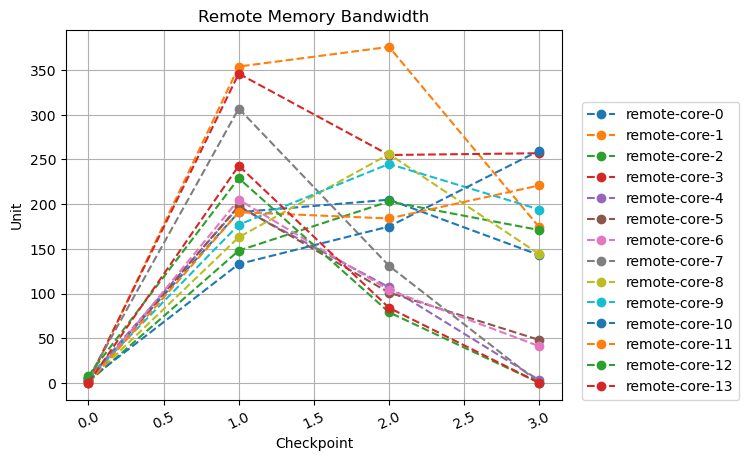 Remote Memory Bandwidth
Unit
350
300
250
200
150
100
50
0
0.0 0.5 1.0 1.5 2.0 2.5 3.0
Checkpoint
remote-core-0
remote-core-1
remote-core-2
remote-core-3
remote-core-4
remote-core-5
remote-core-6
remote-core-7
remote-core-8
remote-core-9
remote-core-10
remote-core-11
remote-core-12
remote-core-13